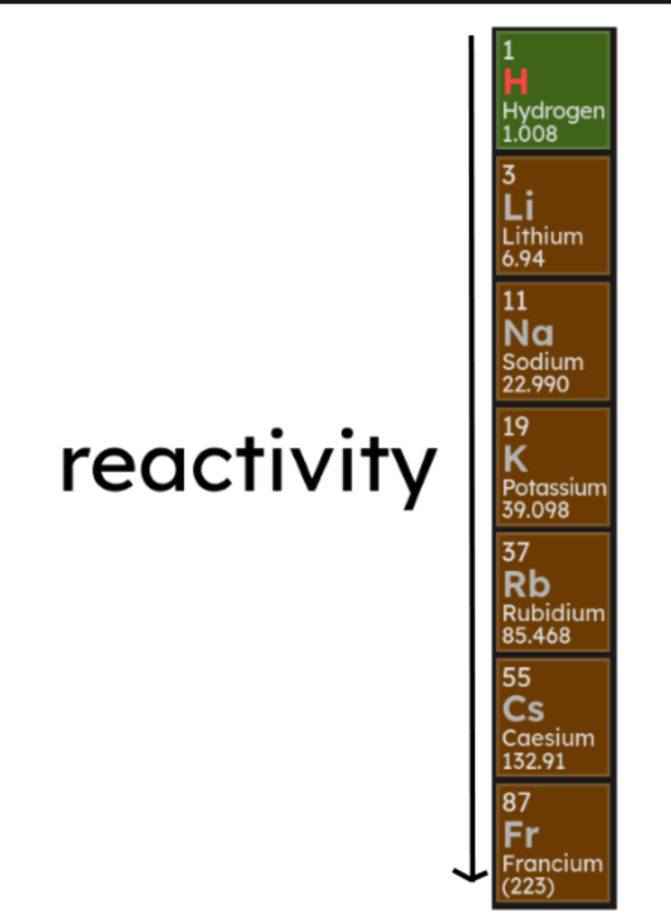 reactivity
1
H
Hydrogen
1.008
3
Li
Lithium
6.94
11
Na
Sodium
22.990
19
K
Potassium
39.098
37
Rb
Rubidium
85.468
55
Cs
Caesium
132.91
87
Fr
Francium
(223)